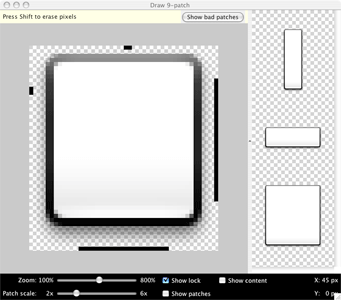 Draw 9-patch
Press Shift to erase pixels
Show bad patches
Zoom: 100% 800% Show lock Show content X: 45 px
Patch scale: 2x 6x Show patches Y: 0 px